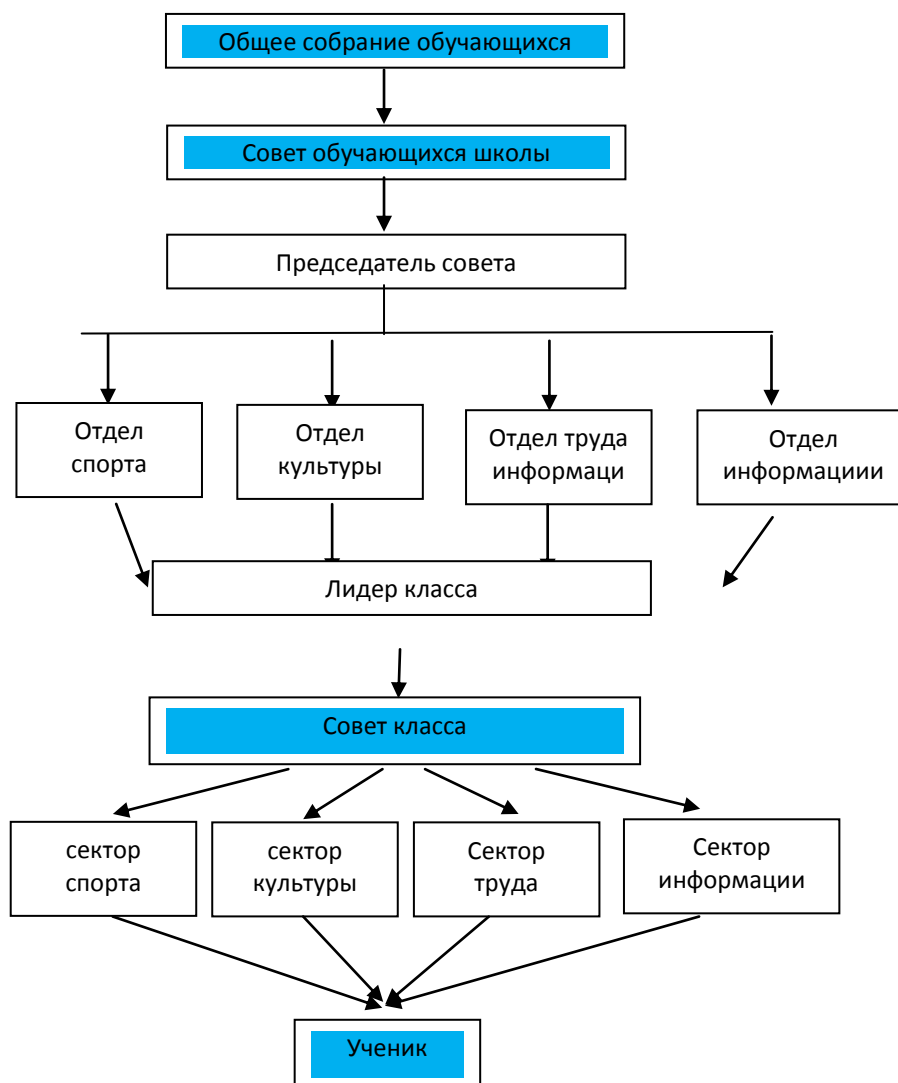 Общее собрание обучающихся
Совет обучающихся школы
Председатель совета
Отдел
спорта
Отдел
культуры
Отдел труда
информаци
Отдел
информациии
Лидер класса
Совет класса
сектор
спорта
сектор
культуры
Сектор
труда
Сектор
информации
Ученик